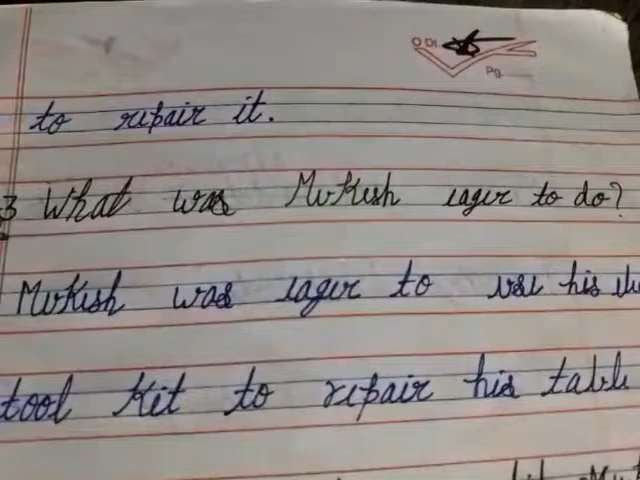 Pg.
to repair it.
3 What was Mukesh eager to do?
Mukesh was eager to use his
tool kit to repair his table